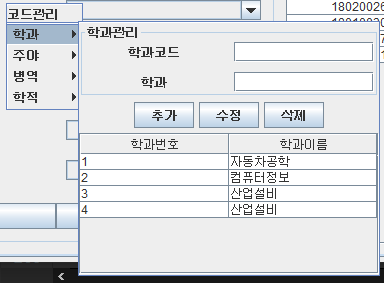 18020026
코드관리
학과
주야
병역
학적
학과관리
학과코드
학과
추가 수정 삭제
학과번호 학과이름
1 자동차공학
2 컴퓨터정보
3 산업설비
4 산업설비